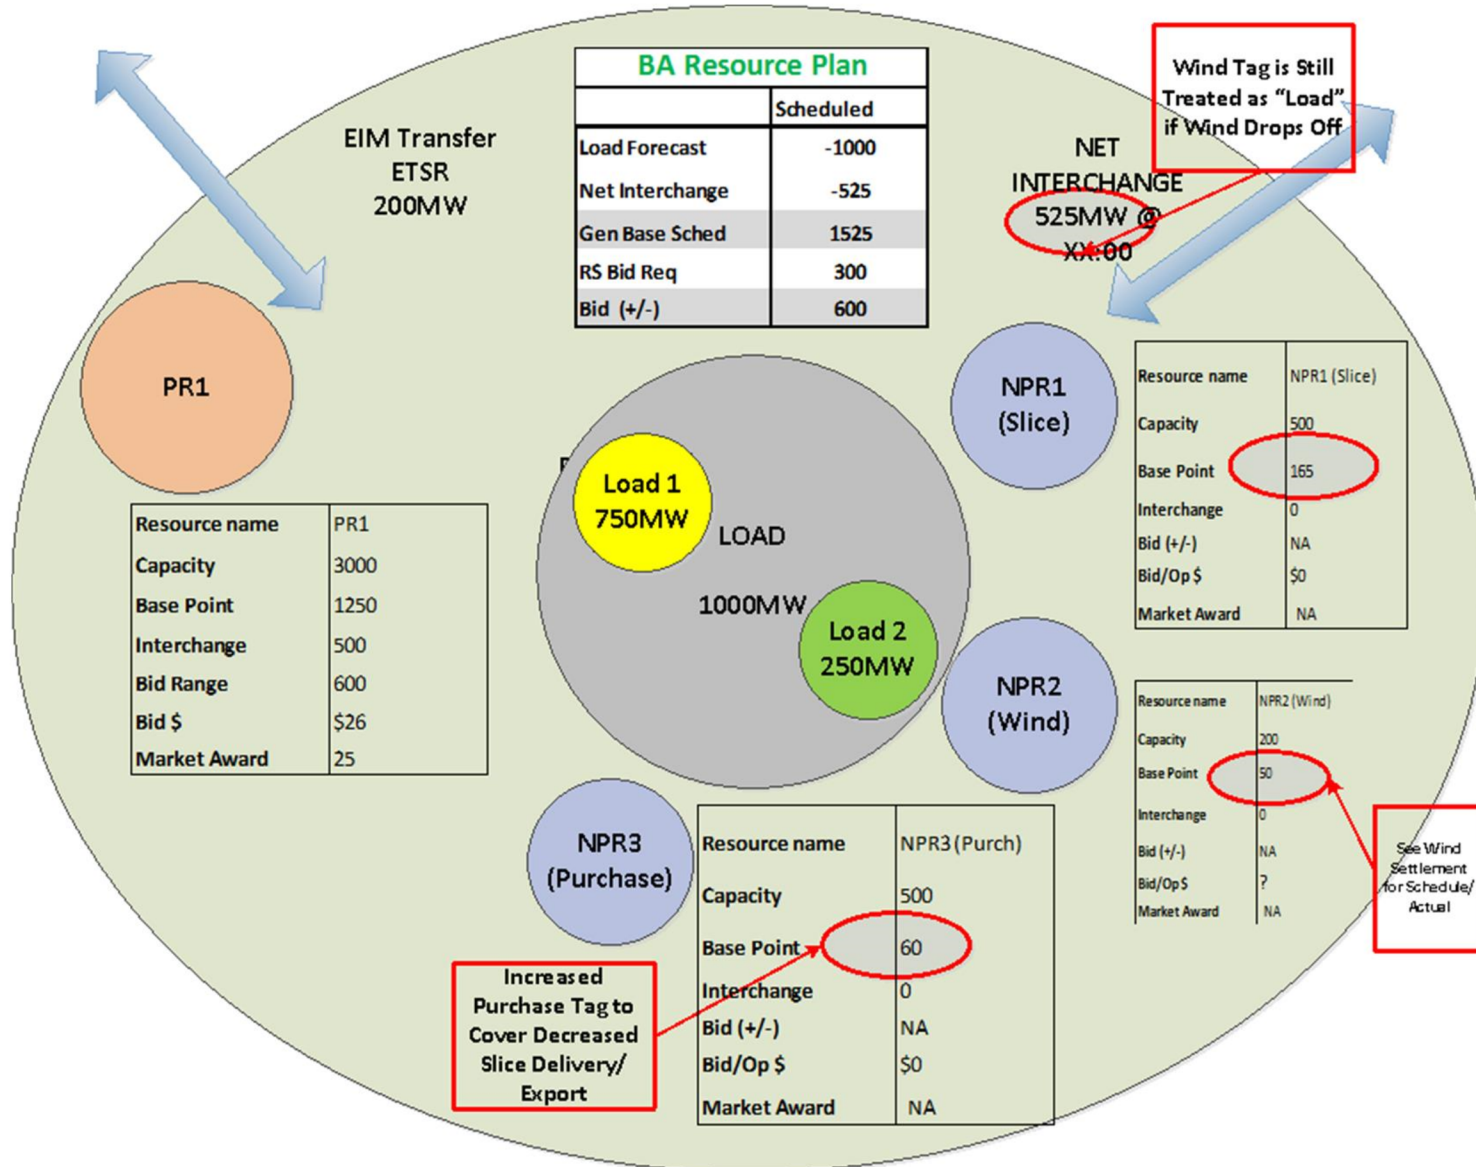 BA Resource Plan
Scheduled
Load Forecast -1000
Net Interchange -525
Gen Base Sched 1525
RS Bid Req 300
Bid (+/-) 600
EIM Transfer
ETSR
200MW
Wind Tag is Still
Treated as “Load”
if Wind Drops Off
NET
INTERCHANGE
525MW @
XX:00
PR1
Resource name PR1
Capacity 3000
Base Point 1250
Interchange 500
Bid Range 600
Bid $ $26
Market Award 25
Load 1
750MW
LOAD
1000MW
Load 2
250MW
NPR1
(Slice)
Resource name NPR1 (Slice)
Capacity 500
Base Point 165
Interchange 0
Bid (+/-) NA
Bid/Op $ $0
Market Award NA
NPR2
(Wind)
Resource name NPR2 (Wind)
Capacity 200
Base Point 50
Interchange 0
Bid (+/-) NA
Bid/Op $ ?
Market Award NA
See Wind
Settlement
for Schedule/
Actual
NPR3
(Purchase)
Resource name NPR3 (Purch)
Capacity 500
Base Point 60
Interchange 0
Bid (+/-) NA
Bid/Op $ $0
Market Award NA
Increased
Purchase Tag to
Cover Decreased
Slice Delivery/
Export